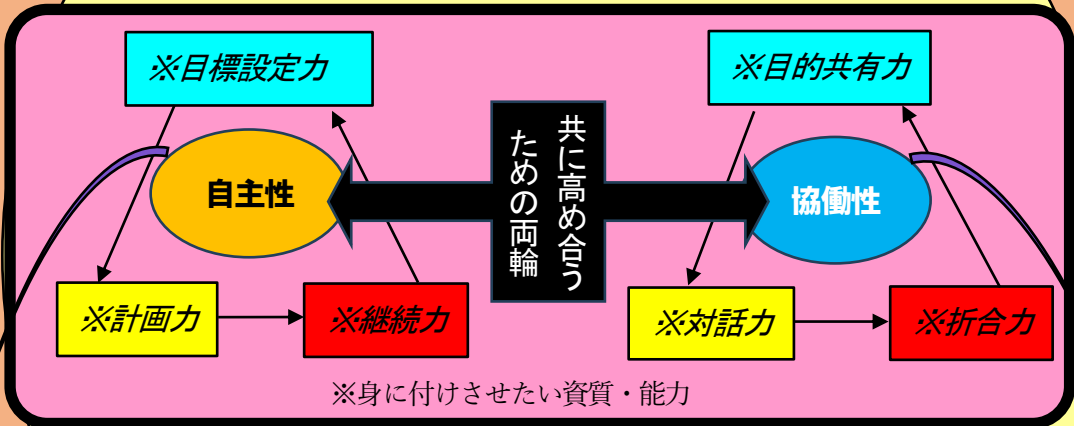 ※目標設定力
※目的共有力
自主性
共に高め合う
ための両輪
協働性
※計画力
※継続力
※対話力
※折合力
※身に付けさせたい資質・能力